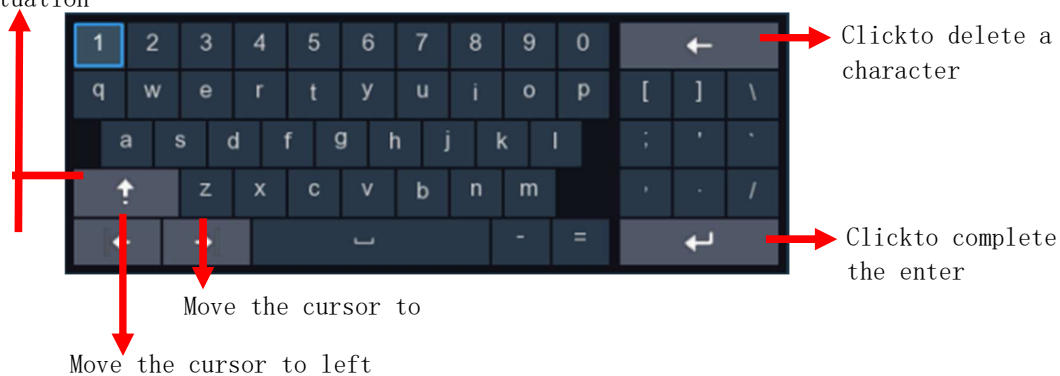 1 2 3 4 5 6 7 8 9 0
q w e r t y u i o p [ ] \
a s d f g h j k l ; ' `
z x c v b n m , . /
- =
Clickto delete a
character
Clickto complete
the enter
Move the cursor to
Move the cursor to left